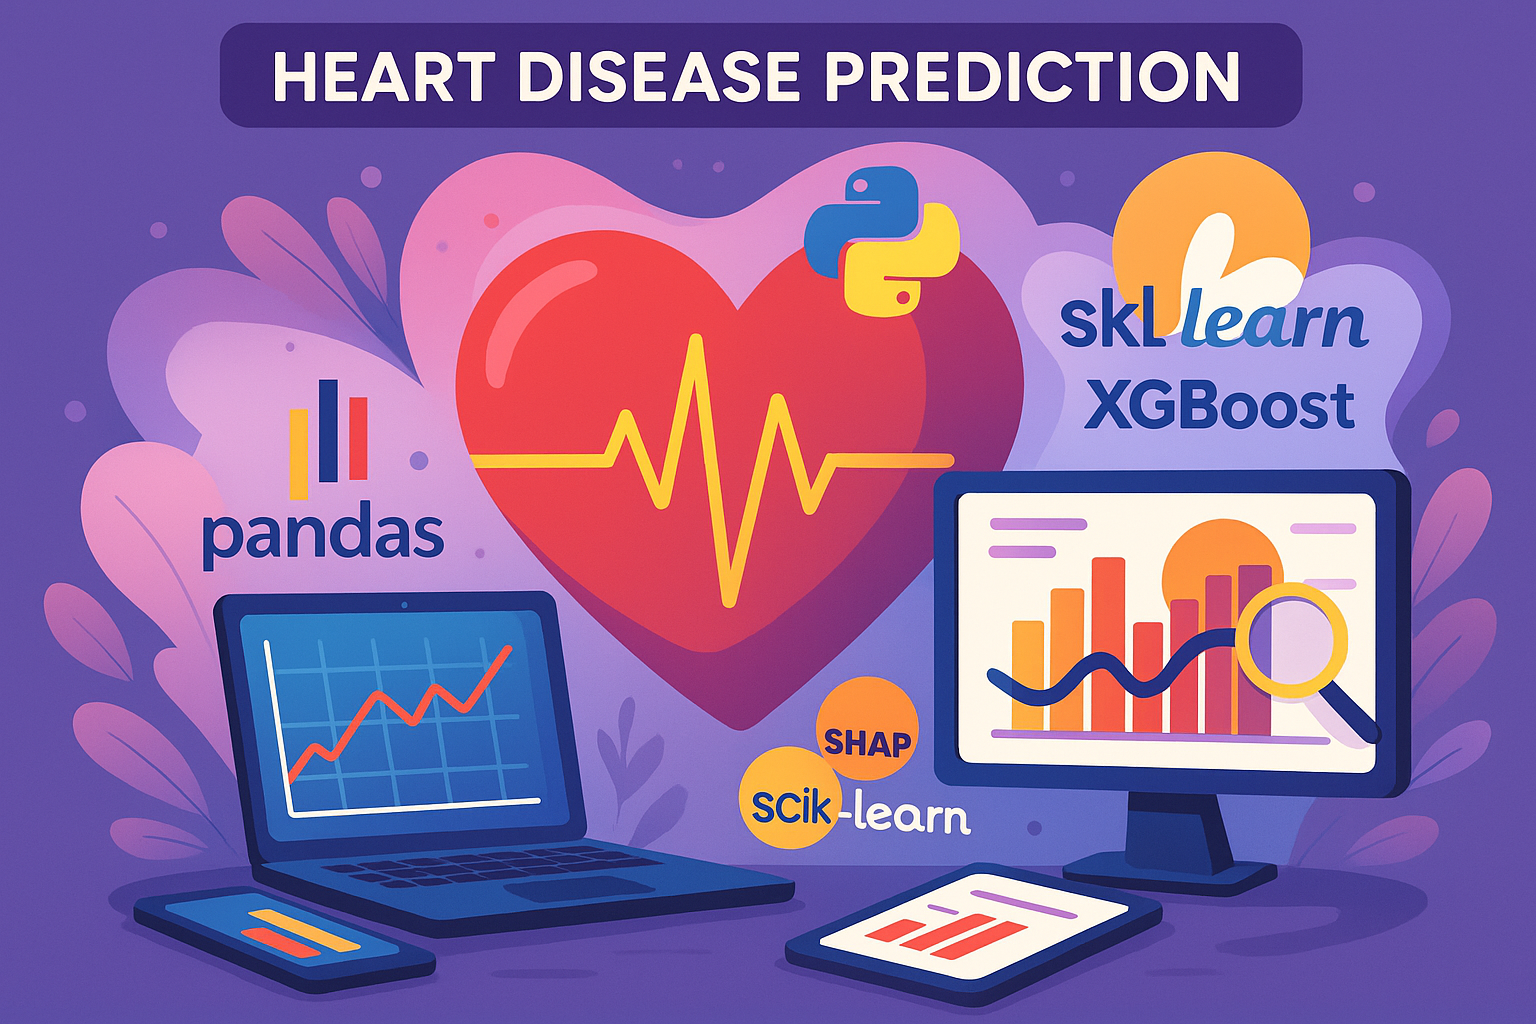 HEART DISEASE PREDICTION
skl learn
XGBoost
pandas
SHAP
scik-learn